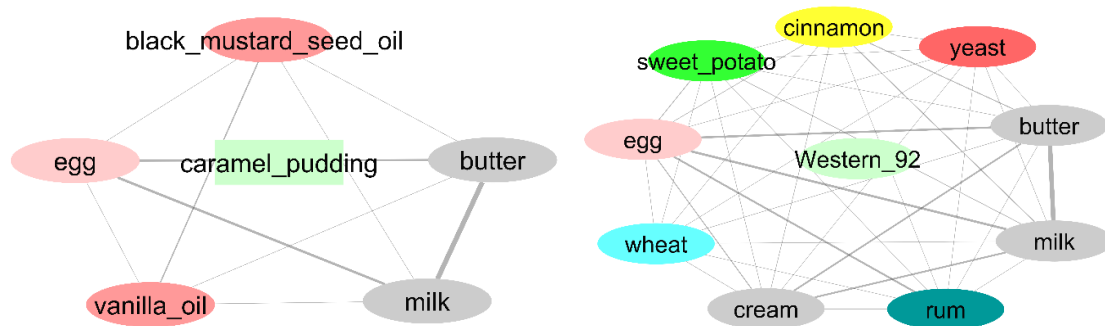 black_mustard_seed_oil
egg
caramel_pudding
butter
vanilla_oil
milk
cinnamon
yeast
sweet_potato
butter
egg
Western_92
wheat
milk
cream
rum